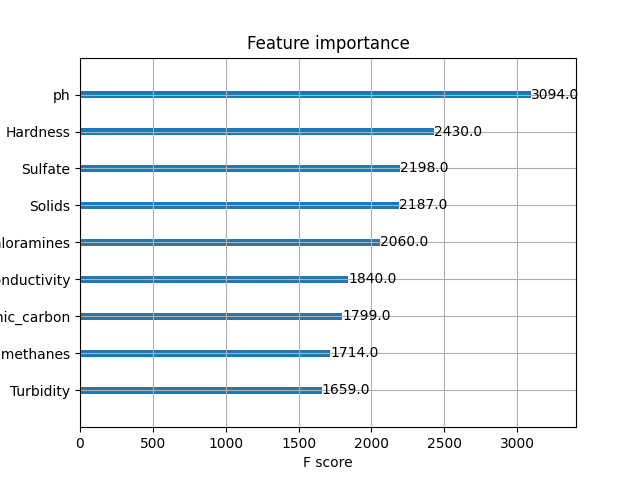 Feature importance
ph 3094.0
Hardness 2430.0
Sulfate 2198.0
Solids 2187.0
loramines 2060.0
nductivity 1840.0
nic_carbon 1799.0
methanes 1714.0
Turbidity 1659.0
0 500 1000 1500 2000 2500 3000
F score